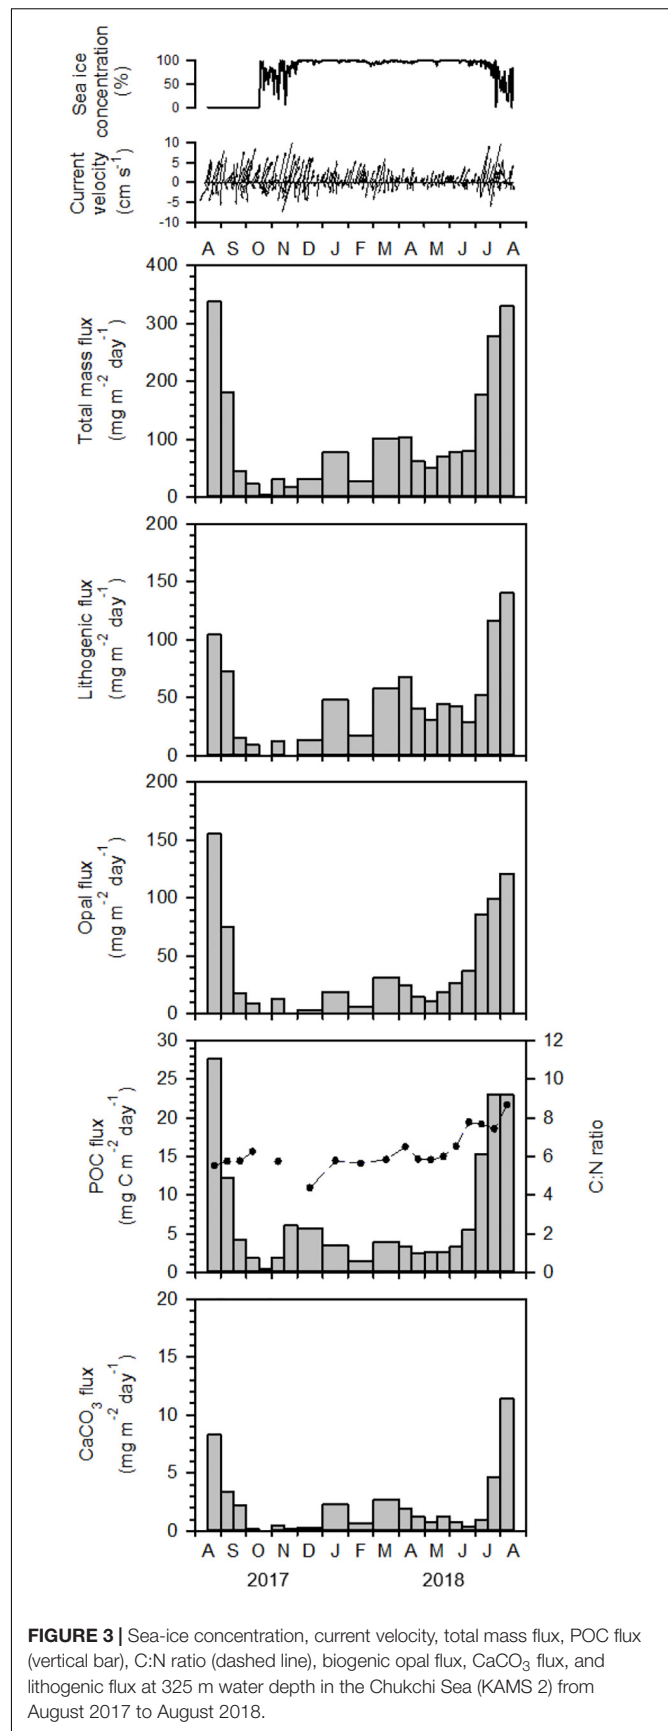 Sea ice
concentration
(%)
100
50
0
Current
velocity
(cm s-1)
10
5
0
-5
-10
A S O N D J F M A M J J A
Total mass flux
(mg m-2 day-1)
400
300
200
100
0
Lithogenic flux
(mg m-2 day-1)
200
150
100
50
0
Opal flux
(mg m-2 day-1)
200
150
100
50
0
POC flux
(mg C m-2 day-1)
30
25
20
15
10
5
0
12
10
8
6
4
2
0
C:N ratio
CaCO3 flux
(mg m-2 day-1)
20
15
10
5
0
A S O N D J F M A M J J A
2017 2018
FIGURE 3 | Sea-ice concentration, current velocity, total mass flux, POC flux
(vertical bar), C:N ratio (dashed line), biogenic opal flux, CaCO3 flux, and
lithogenic flux at 325 m water depth in the Chukchi Sea (KAMS 2) from
August 2017 to August 2018.